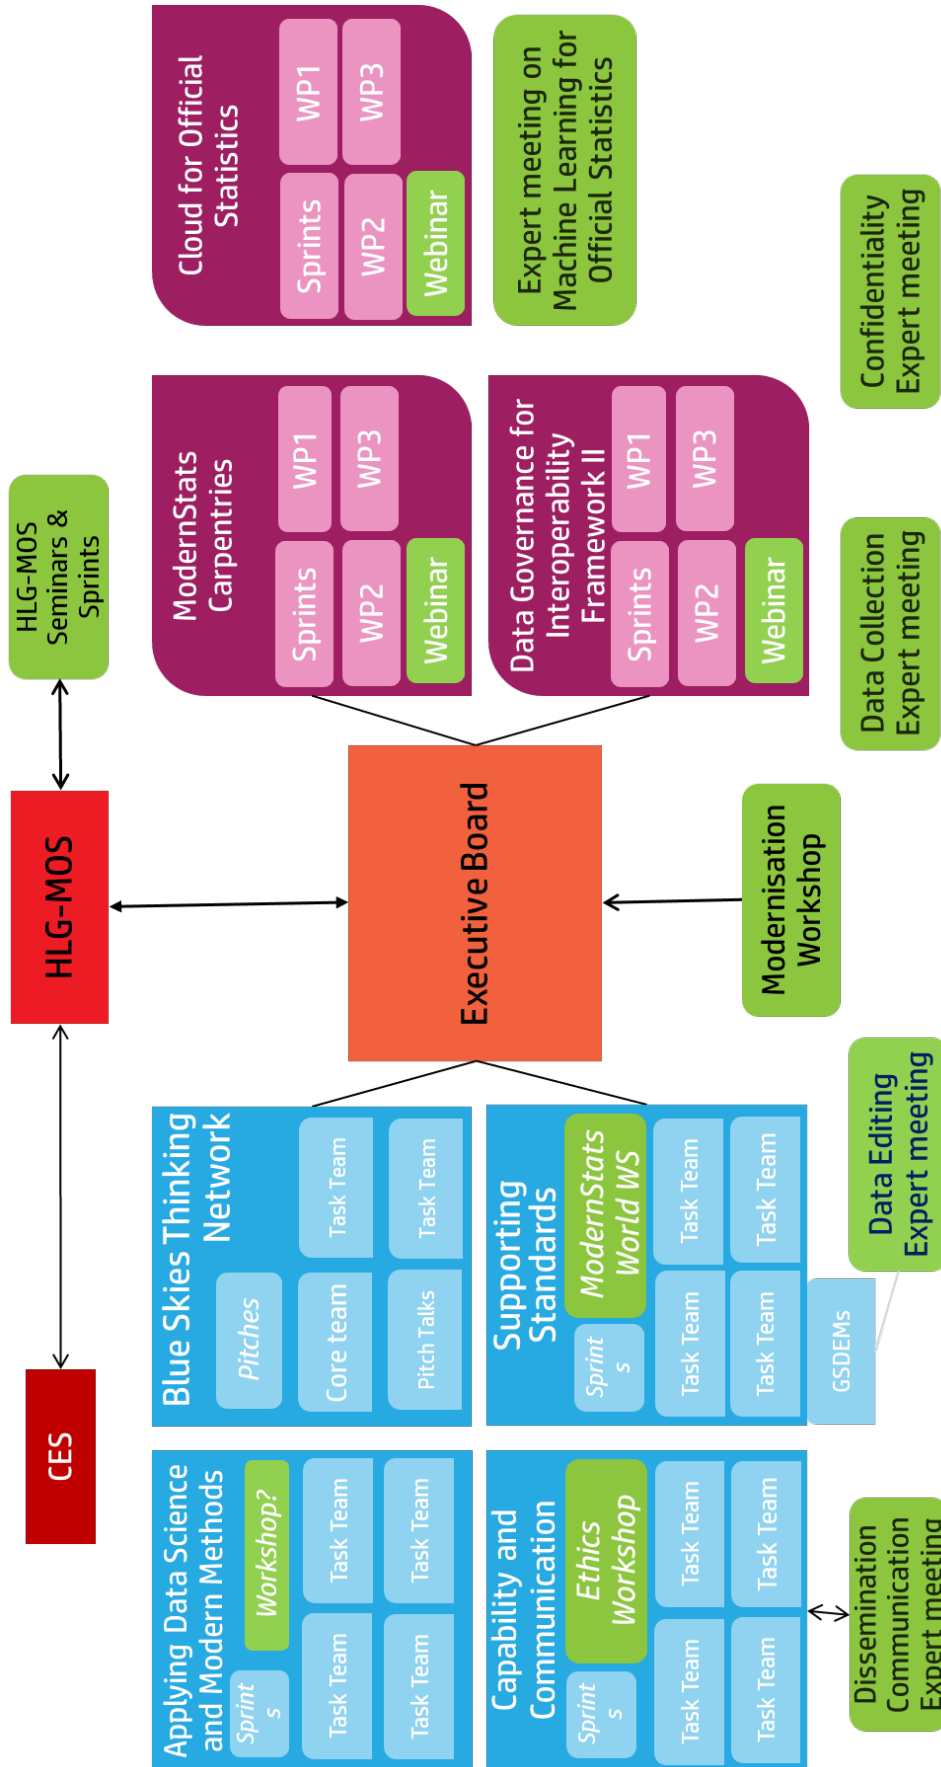 CES
HLG-MOS
HLG-MOS
Seminars &
Sprints
Applying Data Science
and Modern Methods
Sprint
s
Workshop?
Task Team
Task Team
Task Team
Task Team
Blue Skies Thinking
Network
Pitches
Core team
Task Team
Pitch Talks
Task Team
Capability and
Communication
Sprint
s
Ethics
Workshop
Task Team
Task Team
Task Team
Task Team
Supporting
Standards
Sprint
s
ModernStats
World WS
Task Team
Task Team
Task Team
Task Team
GSDEMs
Executive Board
ModernStats
Carpentries
Sprints
WP1
WP2
WP3
Webinar
Cloud for Official
Statistics
Sprints
WP1
WP2
WP3
Webinar
Data Governance for
Interoperability
Framework II
Sprints
WP1
WP2
WP3
Webinar
Expert meeting on
Machine Learning for
Official Statistics
Dissemination
Communication
Expert meeting
Data Editing
Expert meeting
Modernisation
Workshop
Data Collection
Expert meeting
Confidentiality
Expert meeting